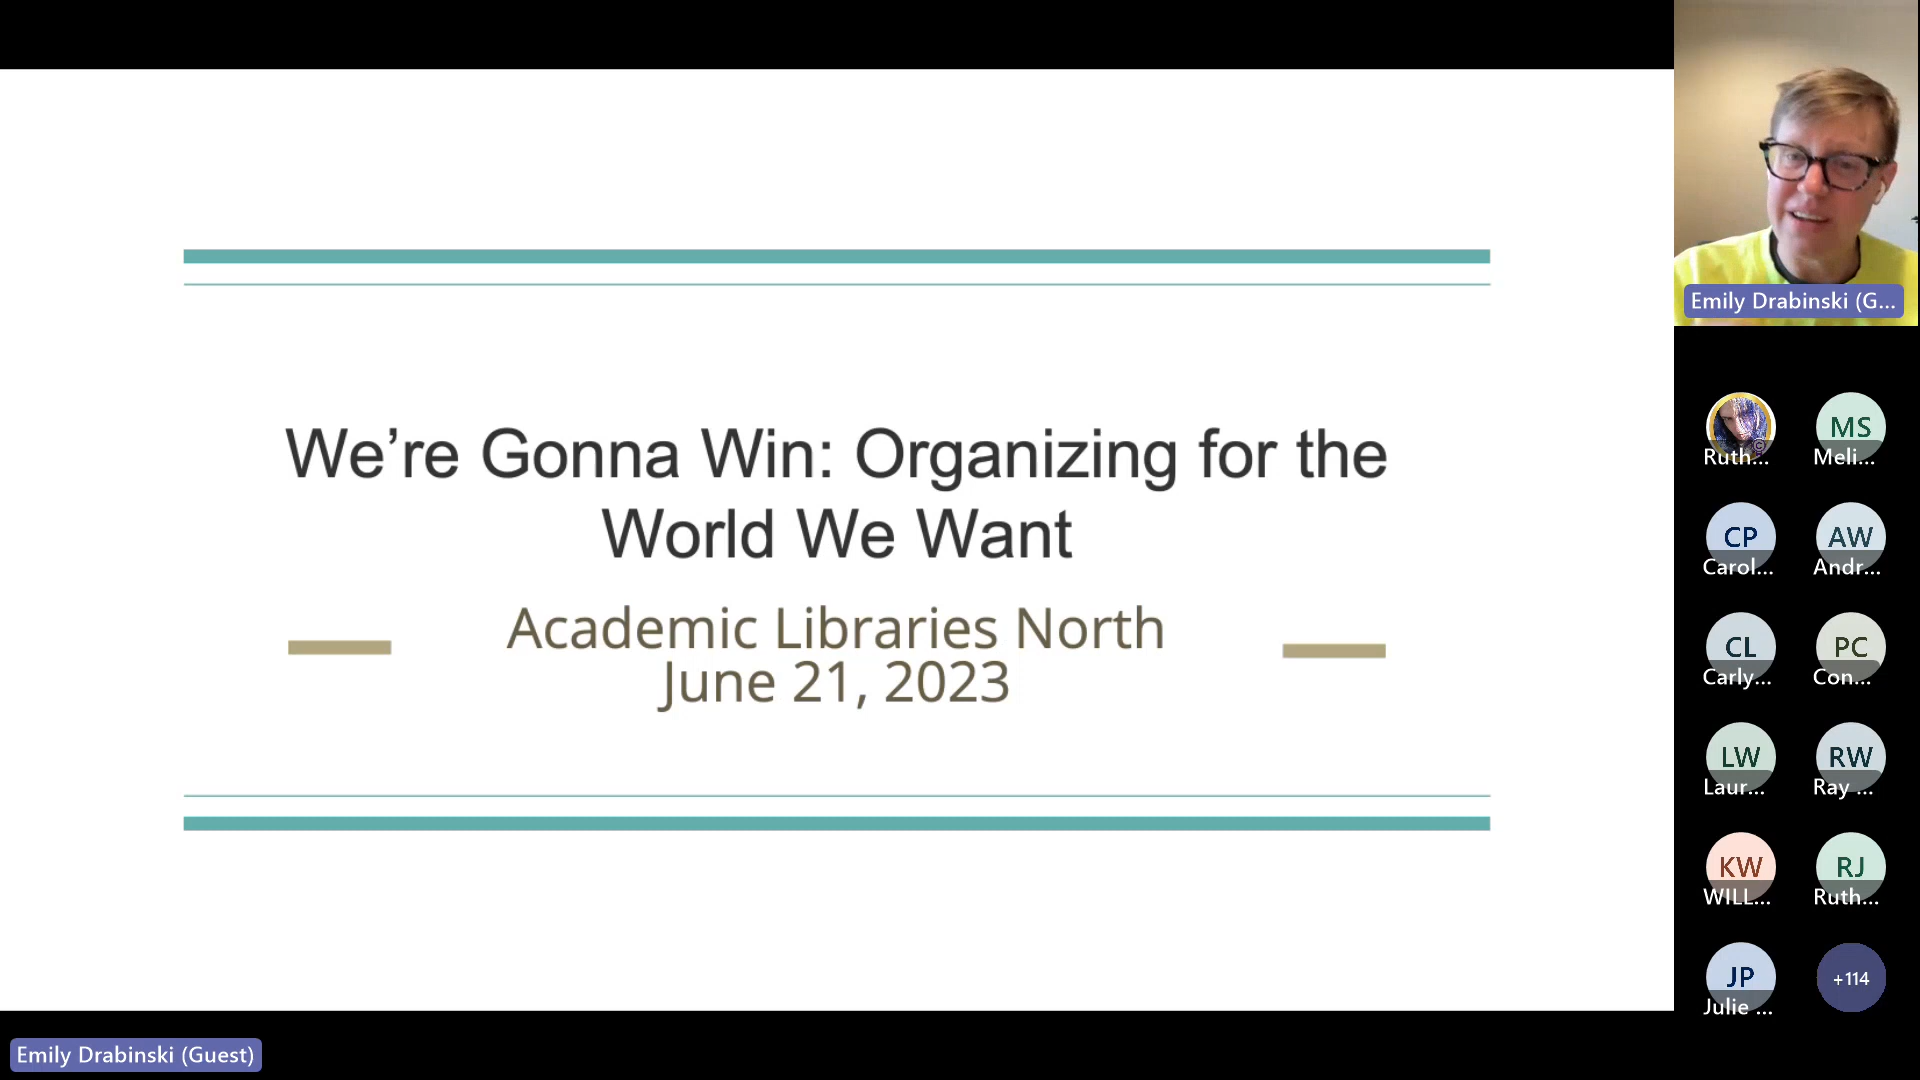 We're Gonna Win: Organizing for the
World We Want
Academic Libraries North
June 21, 2023
Emily Drabinski (G...
Ruth...
MS
Meli...
CP
Carol...
AW
Andr...
CL
Carly...
PC
Con...
LW
Laur...
RW
Ray ...
KW
WILL...
RJ
Ruth...
JP
Julie ...
+114
Emily Drabinski (Guest)